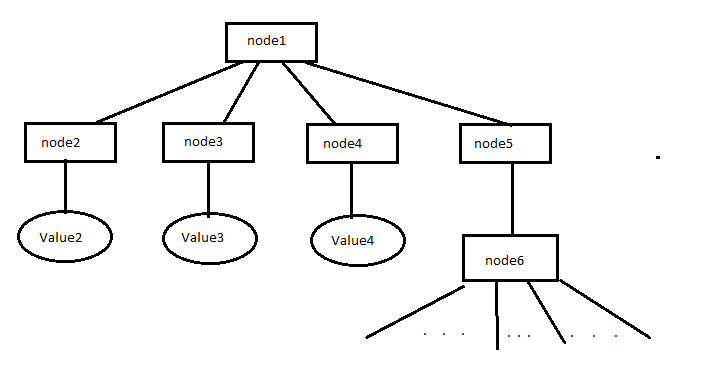 node1
node2
node3
node4
node5
Value2
Value3
Value4
node6
. . . . . . . . .